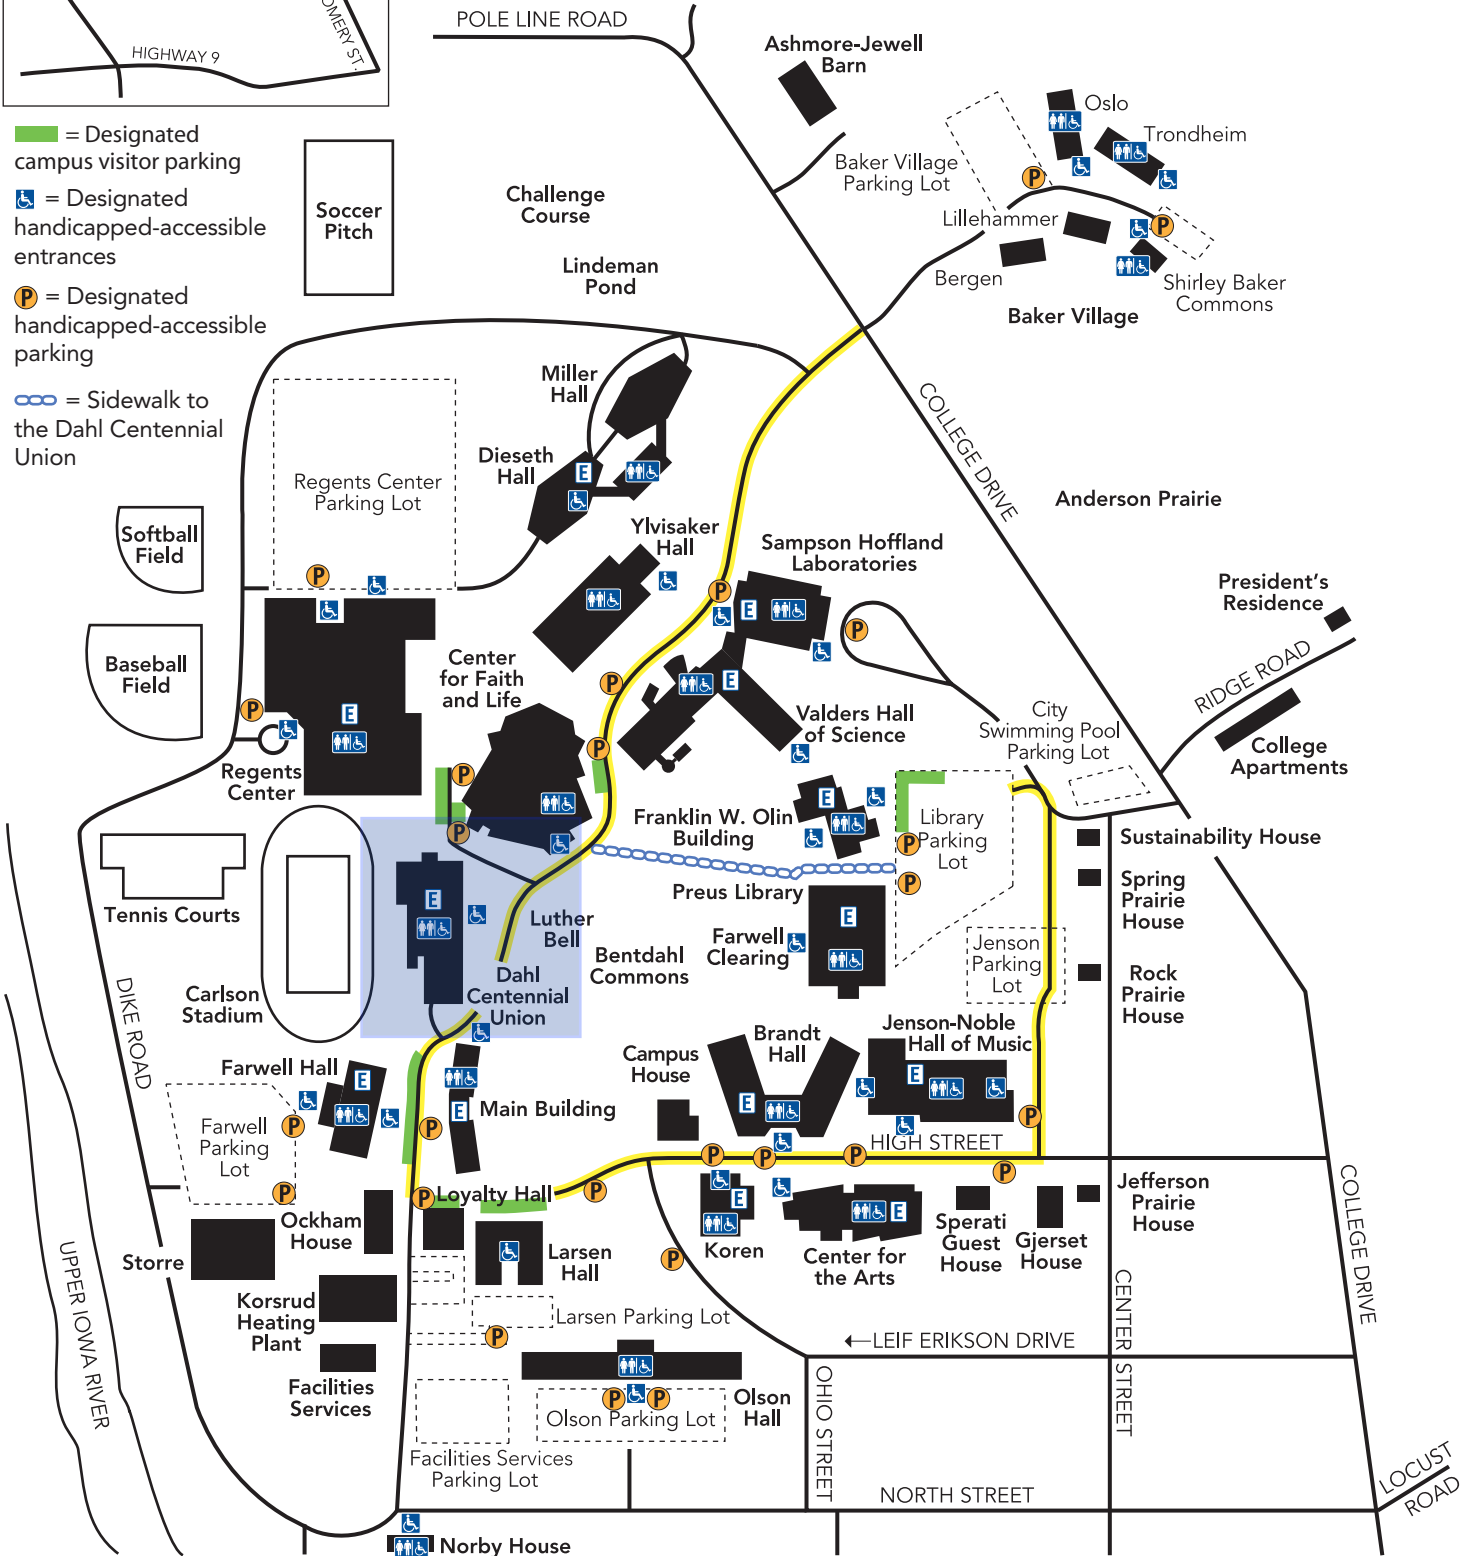 POLE LINE ROAD
OMERY ST.
HIGHWAY 9
= Designated
campus visitor parking
= Designated
handicapped-accessible
entrances
P = Designated
handicapped-accessible
parking
= Sidewalk to
the Dahl Centennial
Union
Ashmore-Jewell
Barn
Oslo
Trondheim
Baker Village
Parking Lot
P
Lillehammer
P
Bergen
Shirley Baker
Commons
Baker Village
Soccer
Pitch
Challenge
Course
Lindeman
Pond
Miller
Hall
Dieseth
Hall
E
COLLEGE DRIVE
Regents Center
Parking Lot
Anderson Prairie
Softball
Field
Ylvisaker
Hall
Sampson Hoffland
Laboratories
P
P
E
P
President's
Residence
RIDGE ROAD
Baseball
Field
Center
for Faith
and Life
P
E
P
E
Valders Hall
of Science
City
Swimming Pool
Parking Lot
College
Apartments
Regents
Center
P
P
P
Franklin W. Olin
Building
E
Library
Parking
Lot
P
P
Sustainability House
Preus Library
Spring
Prairie
House
Tennis Courts
E
Luther
Bell
E
Farwell
Clearing
Bentdahl
Commons
Jenson
Parking
Lot
Rock
Prairie
House
Dahl
Centennial
Union
Carlson
Stadium
DIKE ROAD
Brandt
Hall
Jenson-Noble
Hall of Music
E
Campus
House
E
Farwell Hall
E
E
Main Building
P
P
P
Farwell
Parking
Lot
P
HIGH STREET
P
P
P
P
Loyalty Hall
P
P
E
E
Jefferson
Prairie
House
COLLEGE DRIVE
Ockham
House
Storre
Larsen
Hall
P
Koren
Center for
the Arts
Sperati
Guest
House
Gjerset
House
UPPER IOWA RIVER
Korsrud
Heating
Plant
Larsen Parking Lot
P
LEIF ERIKSON DRIVE
CENTER STREET
Facilities
Services
P
P
Olson Parking Lot
Olson
Hall
OHIO STREET
Facilities Services
Parking Lot
NORTH STREET
LOCUST
ROAD
Norby House